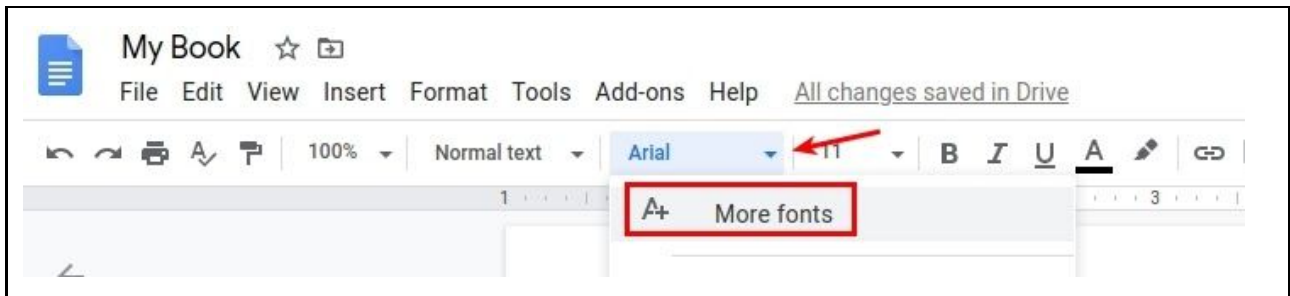 My Book
File Edit View Insert Format Tools Add-ons Help All changes saved in Drive
100% Normal text Arial 11 B I U A
1 3
A+ More fonts